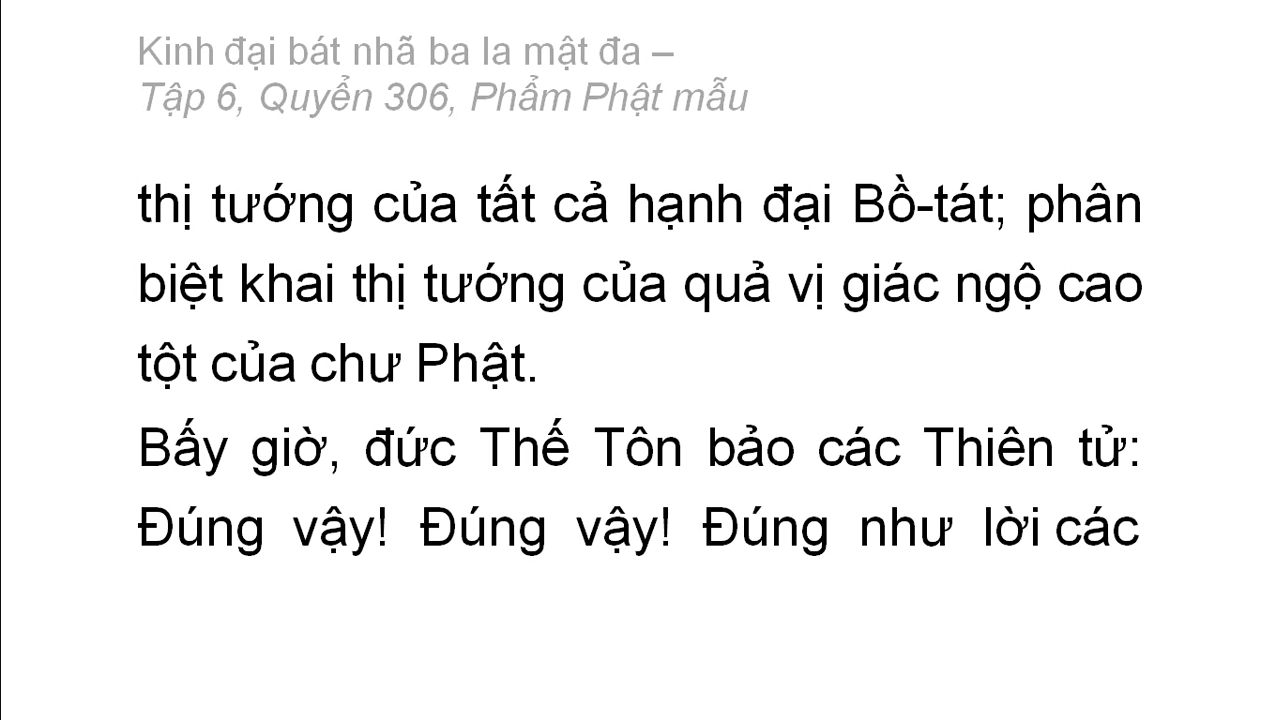 Kinh đại bát nhã ba la mật đa –
Tập 6, Quyển 306, Phẩm Phật mẫu
thị tướng của tất cả hạnh đại Bồ-tát; phân
biệt khai thị tướng của quả vị giác ngộ cao
tột của chư Phật.
Bấy giờ, đức Thế Tôn bảo các Thiên tử:
Đúng vậy! Đúng vậy! Đúng như lời các